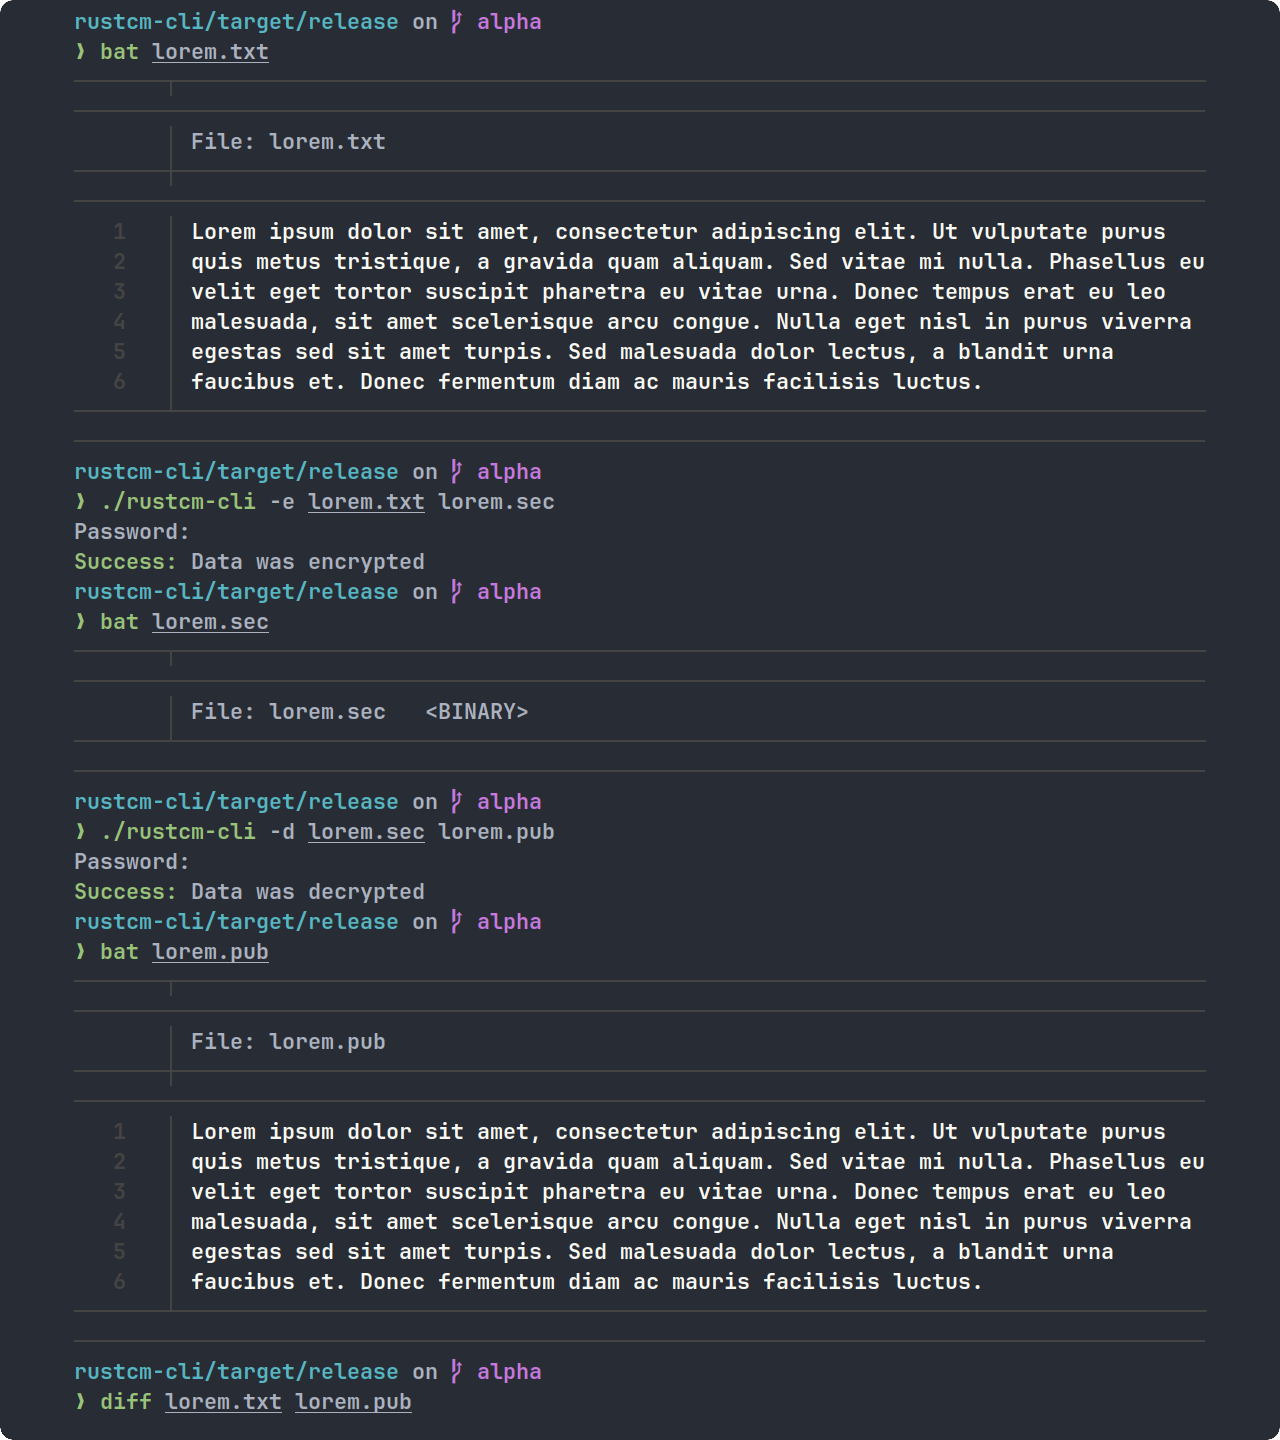 rustcm-cli/target/release on alpha
❯ bat lorem.txt
File: lorem.txt
1 Lorem ipsum dolor sit amet, consectetur adipiscing elit. Ut vulputate purus
2 quis metus tristique, a gravida quam aliquam. Sed vitae mi nulla. Phasellus eu
3 velit eget tortor suscipit pharetra eu vitae urna. Donec tempus erat eu leo
4 malesuada, sit amet scelerisque arcu congue. Nulla eget nisl in purus viverra
5 egestas sed sit amet turpis. Sed malesuada dolor lectus, a blandit urna
6 faucibus et. Donec fermentum diam ac mauris facilisis luctus.
rustcm-cli/target/release on alpha
❯ ./rustcm-cli -e lorem.txt lorem.sec
Password:
Success: Data was encrypted
rustcm-cli/target/release on alpha
❯ bat lorem.sec
File: lorem.sec   <BINARY>
rustcm-cli/target/release on alpha
❯ ./rustcm-cli -d lorem.sec lorem.pub
Password:
Success: Data was decrypted
rustcm-cli/target/release on alpha
❯ bat lorem.pub
File: lorem.pub
1 Lorem ipsum dolor sit amet, consectetur adipiscing elit. Ut vulputate purus
2 quis metus tristique, a gravida quam aliquam. Sed vitae mi nulla. Phasellus eu
3 velit eget tortor suscipit pharetra eu vitae urna. Donec tempus erat eu leo
4 malesuada, sit amet scelerisque arcu congue. Nulla eget nisl in purus viverra
5 egestas sed sit amet turpis. Sed malesuada dolor lectus, a blandit urna
6 faucibus et. Donec fermentum diam ac mauris facilisis luctus.
rustcm-cli/target/release on alpha
❯ diff lorem.txt lorem.pub